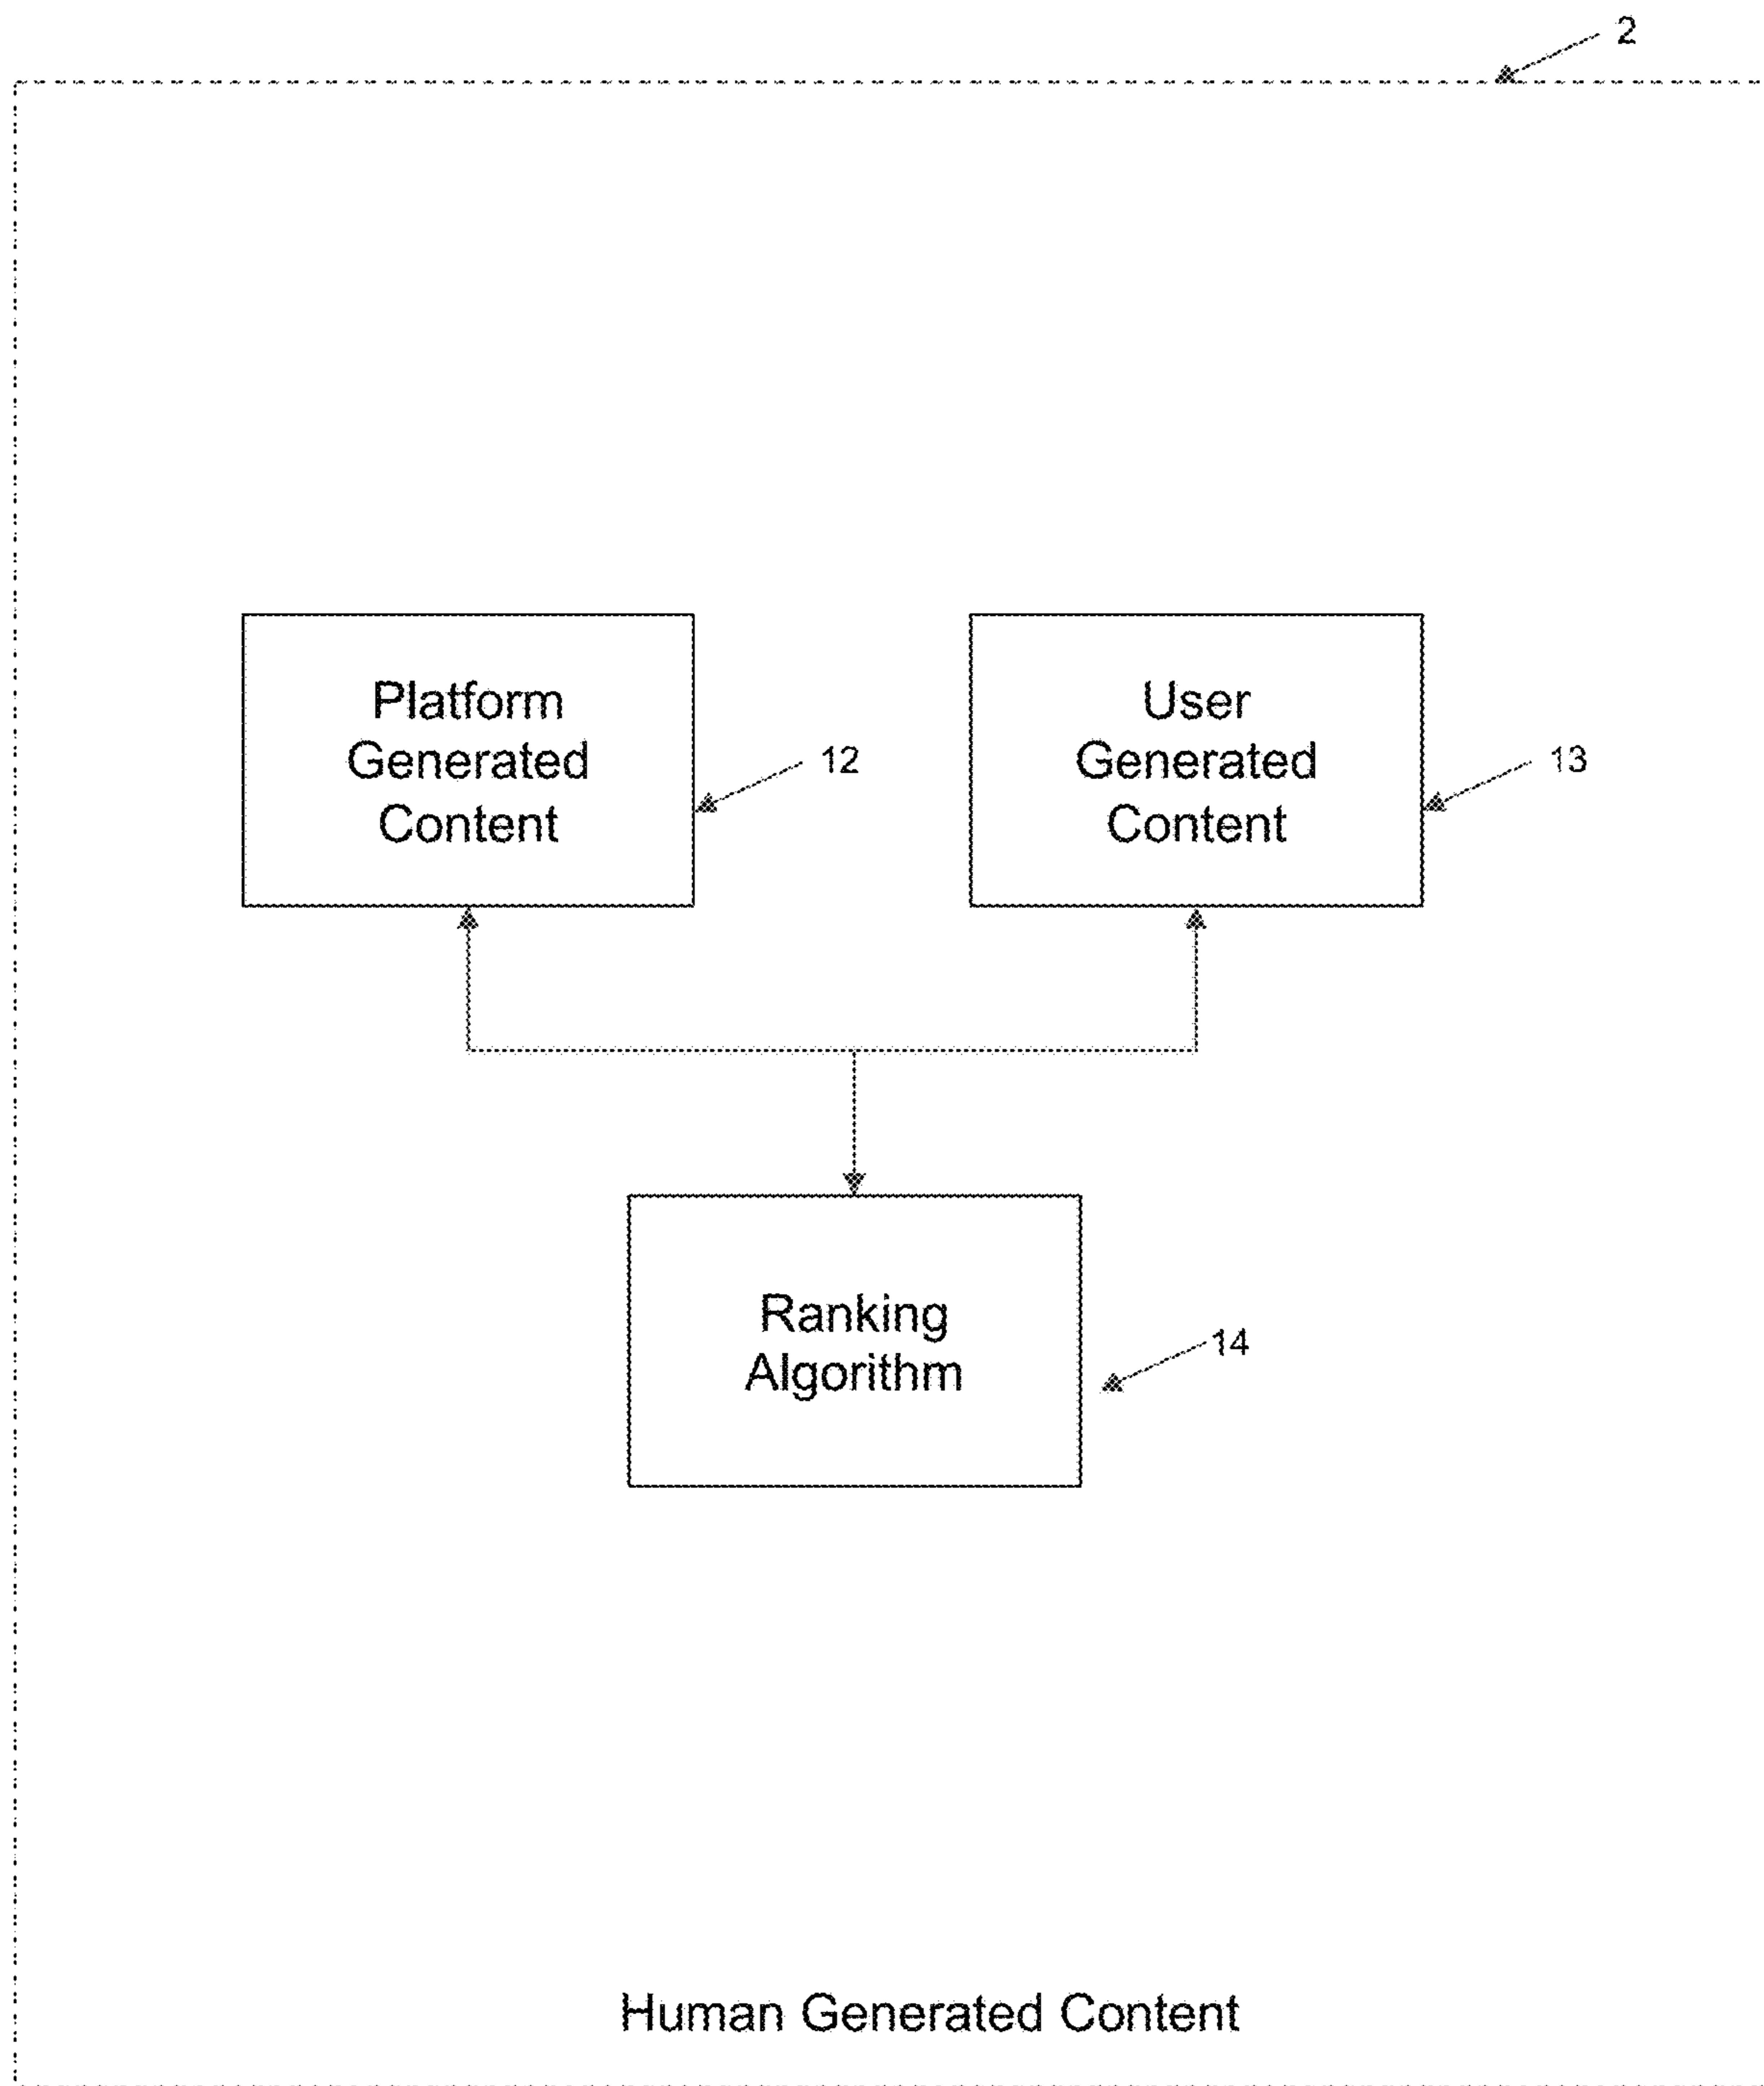 2
Platform
Generated
Content
12
User
Generated
Content
13
Ranking
Algorithm
14
Human Generated Content